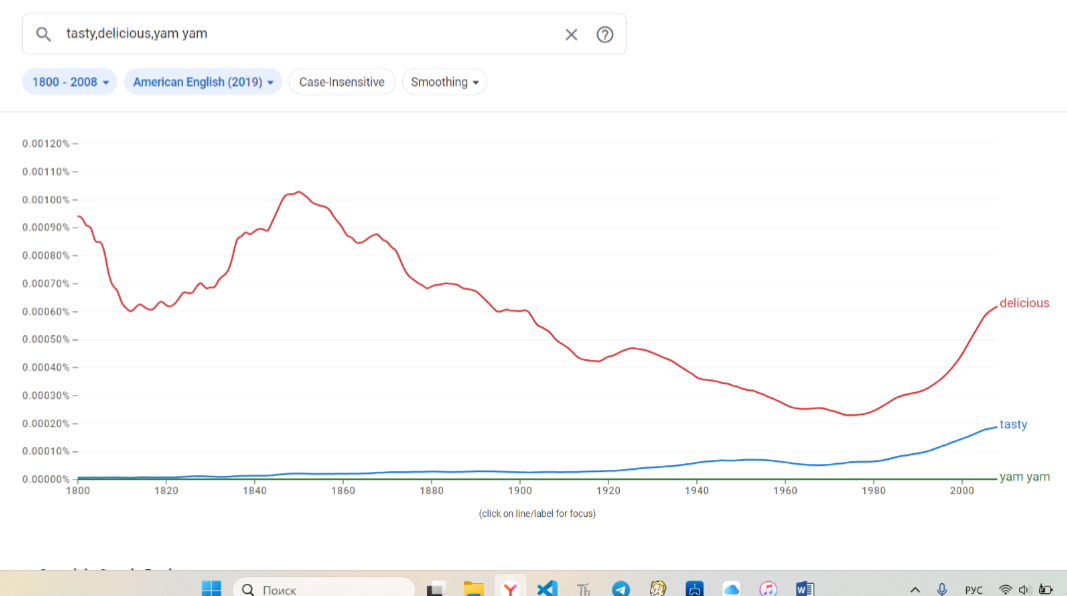 tasty,delicious,yam yam
1800 - 2008 American English (2019) Case-Insensitive Smoothing
0.00120%
0.00110%
0.00100%
0.00090%
0.00080%
0.00070%
0.00060%
0.00050%
0.00040%
0.00030%
0.00020%
0.00010%
0.00000%
delicious
tasty
yam yam
1800 1820 1840 1860 1880 1900 1920 1940 1960 1980 2000
(click on line/label for focus)
Поиск
РУС